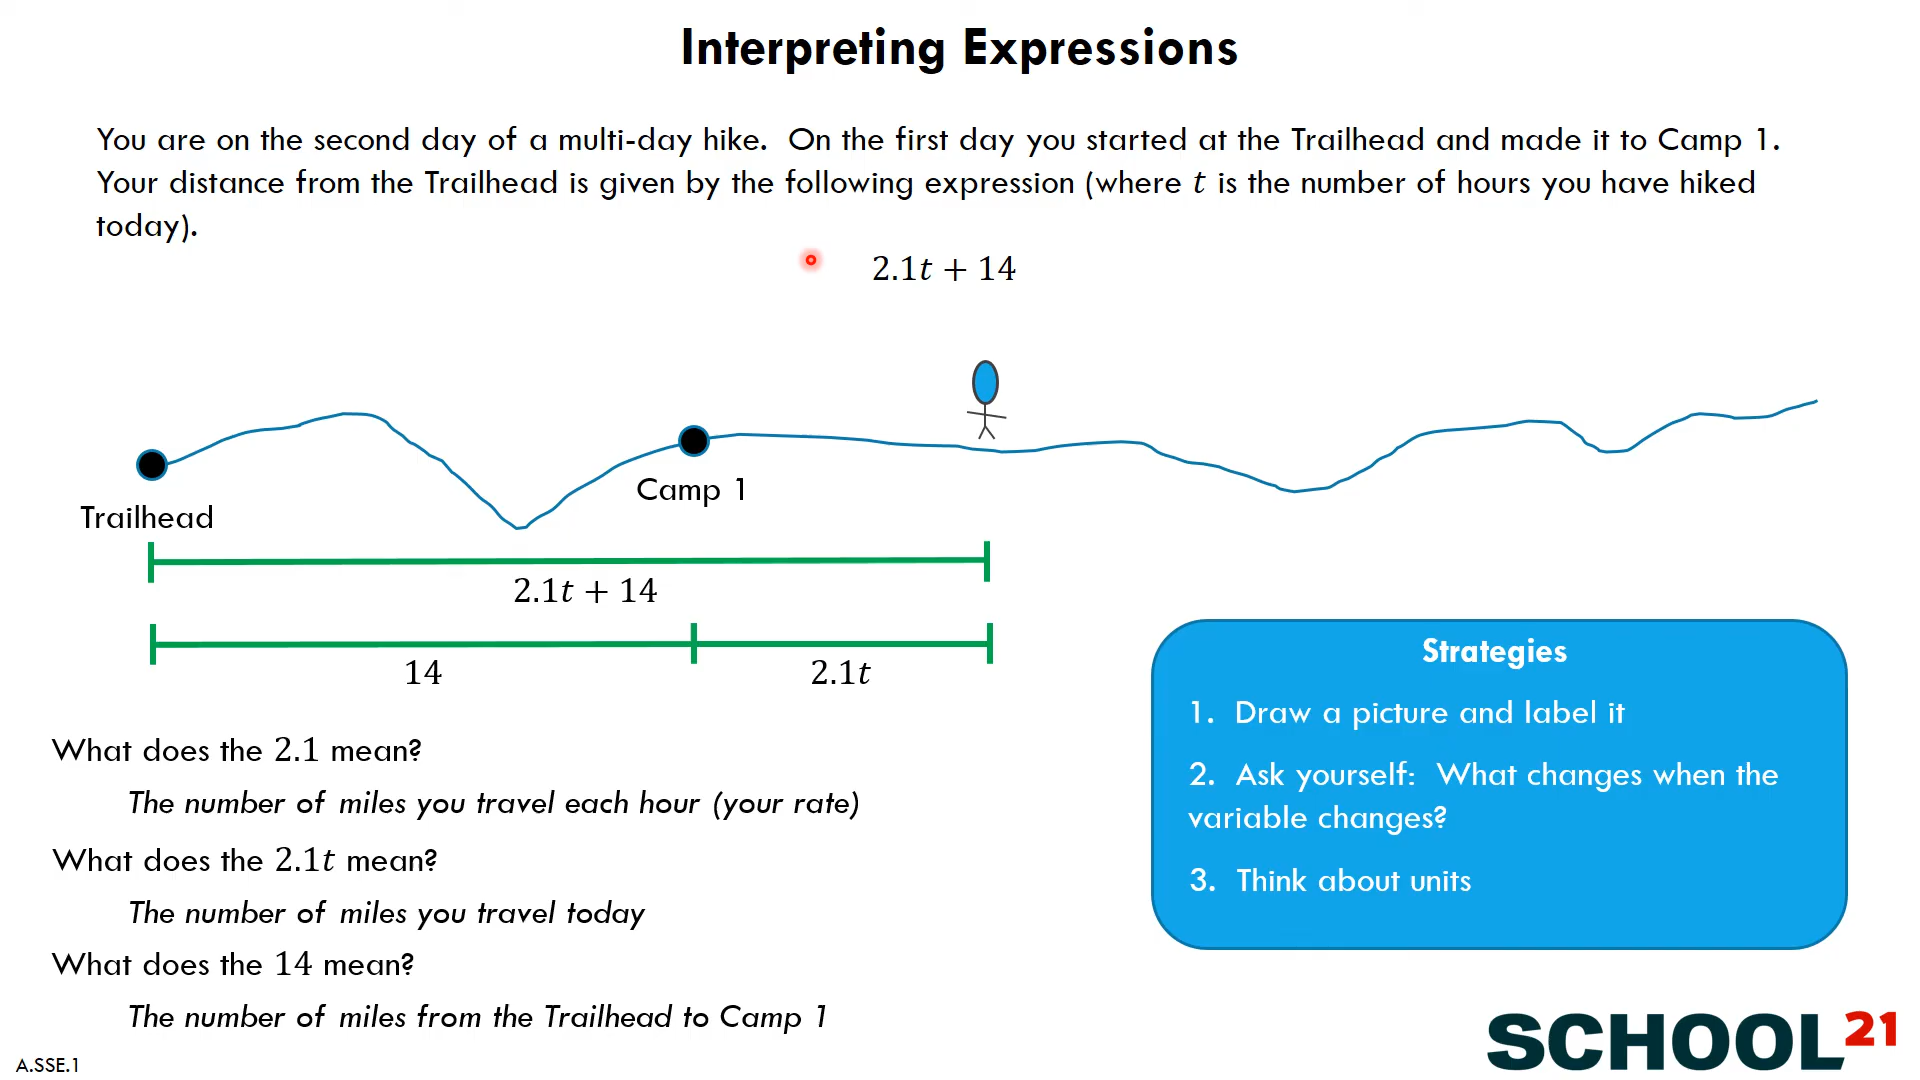 Interpreting Expressions
You are on the second day of a multi-day hike.  On the first day you started at the Trailhead and made it to Camp 1.
Your distance from the Trailhead is given by the following expression (where t is the number of hours you have hiked
today).
2.1t + 14
Camp 1
Trailhead
2.1t + 14
14
2.1t
What does the 2.1 mean?
The number of miles you travel each hour (your rate)
What does the 2.1t mean?
The number of miles you travel today
What does the 14 mean?
The number of miles from the Trailhead to Camp 1
Strategies
1.  Draw a picture and label it
2.  Ask yourself:  What changes when the
variable changes?
3.  Think about units
A.SSE.1
SCHOOL21